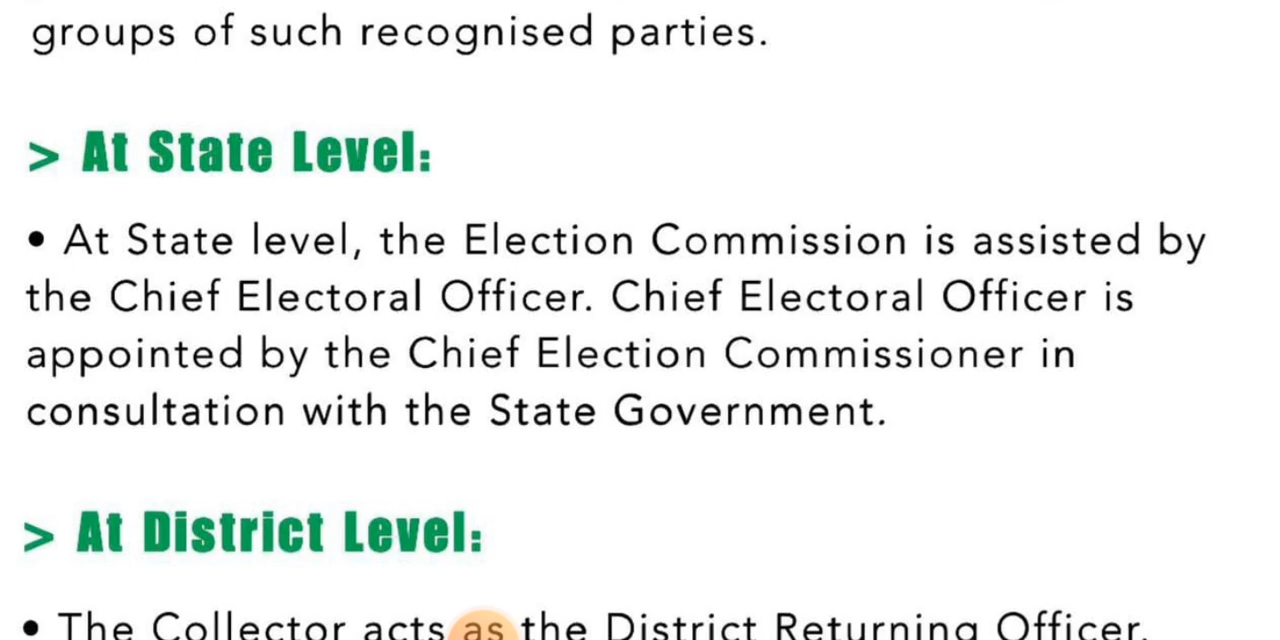 groups of such recognised parties.
> At State Level:
• At State level, the Election Commission is assisted by
the Chief Electoral Officer. Chief Electoral Officer is
appointed by the Chief Election Commissioner in
consultation with the State Government.
> At District Level:
• The Collector acts as the District Returning Officer.